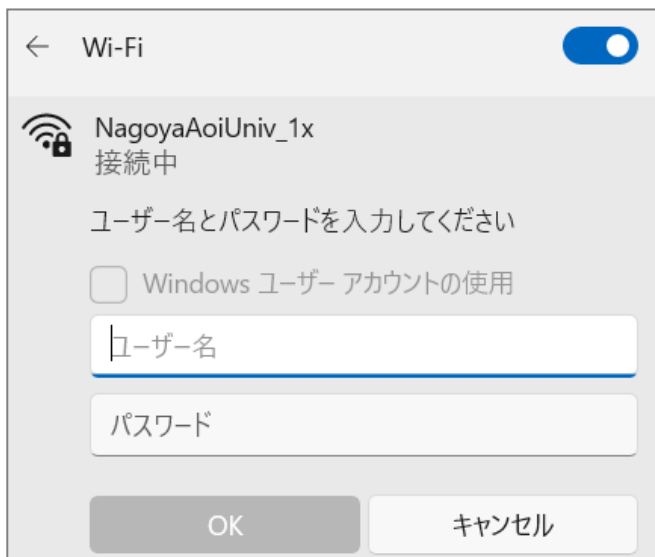 Wi-Fi
NagoyaAoiUniv_1x
接続中
ユーザー名とパスワードを入力してください
Windows ユーザー アカウントの使用
ユーザー名
パスワード
OK キャンセル